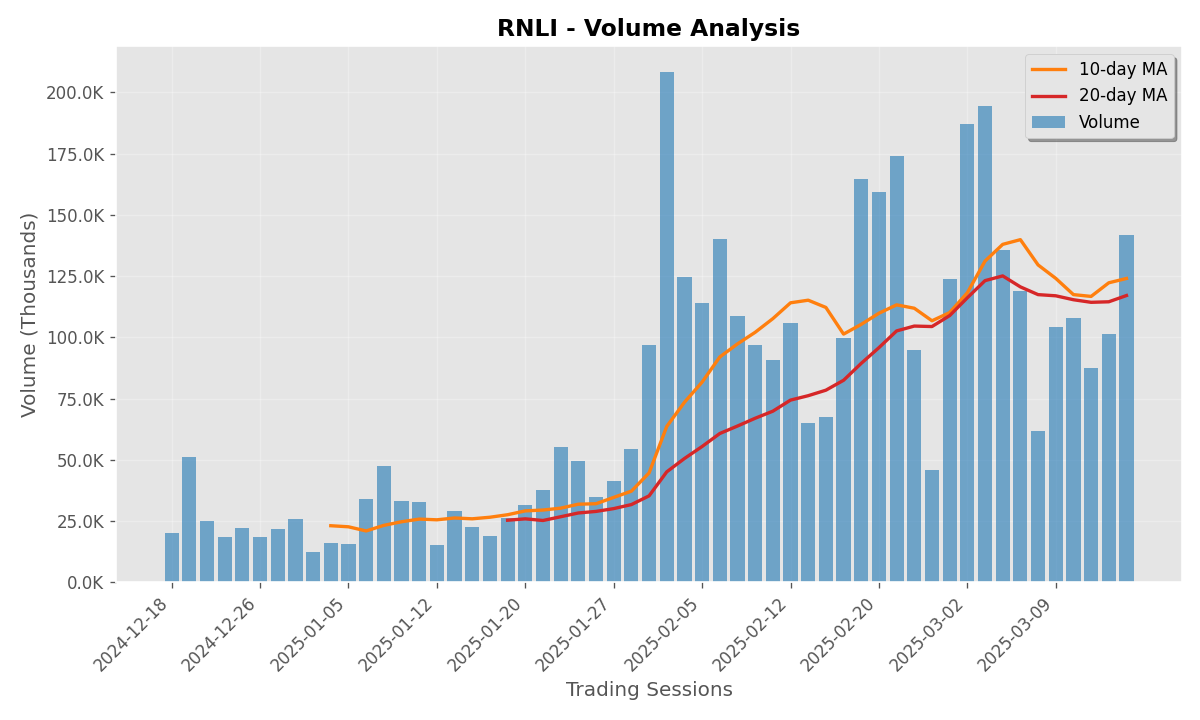 RNLI - Volume Analysis
10-day MA
20-day MA
Volume
Volume (Thousands)
200.0K
175.0K
150.0K
125.0K
100.0K
75.0K
50.0K
25.0K
0.0K
2024-12-18
2024-12-26
2025-01-05
2025-01-12
2025-01-20
2025-01-27
2025-02-05
2025-02-12
2025-02-20
2025-03-02
2025-03-09
Trading Sessions